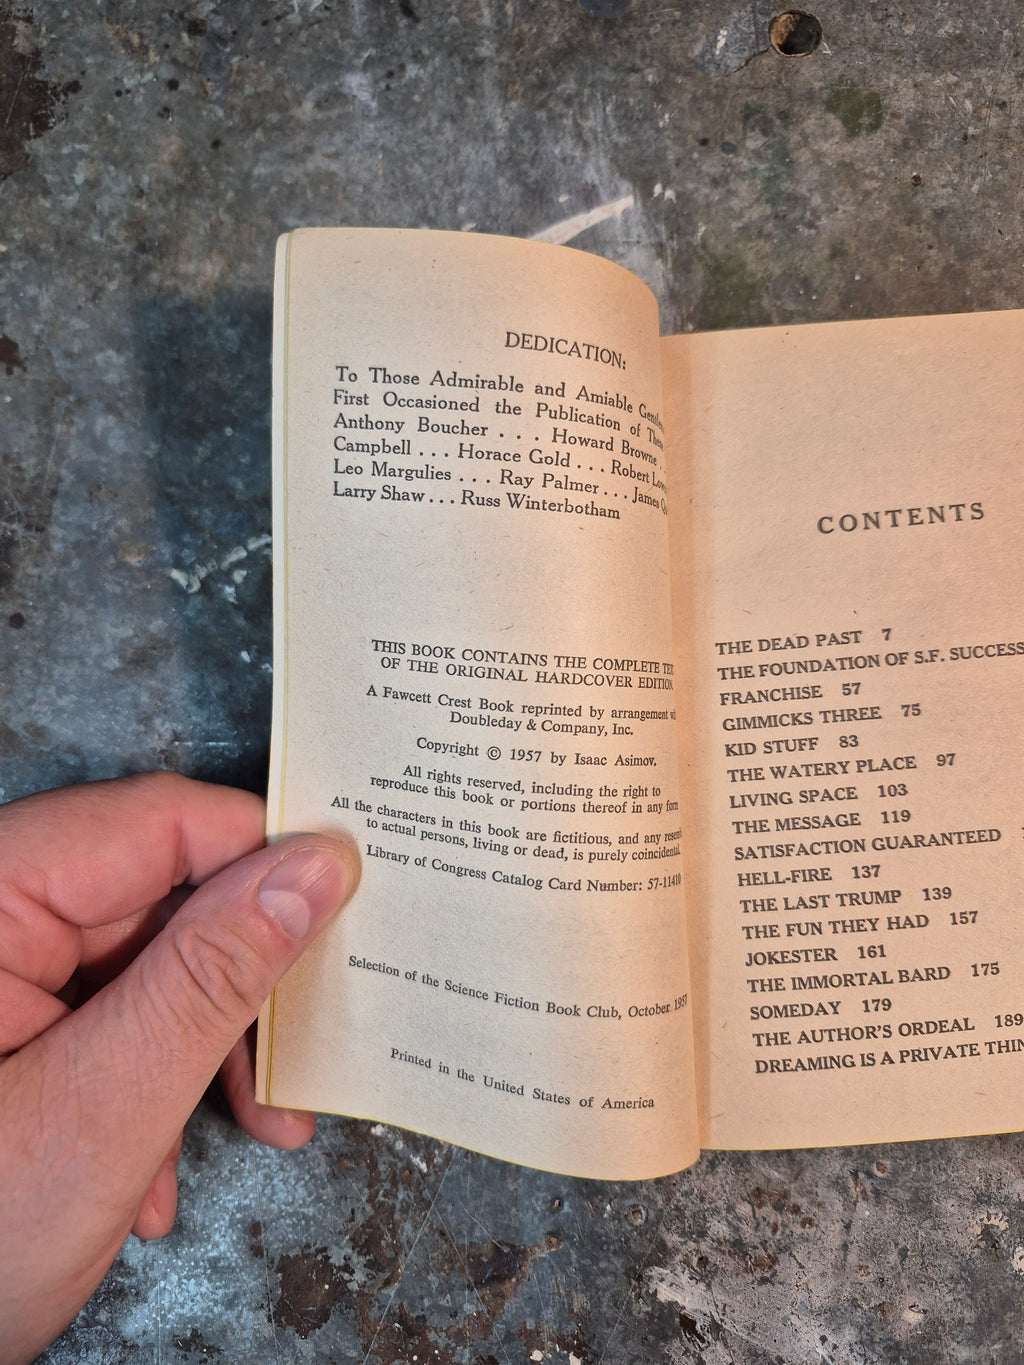 DEDICATION:
To Those Admirable and Amiable
First Occasioned the Publication of
Anthony Boucher . . . Howard Browne . .
Campbell . . . Horace Gold . . . Robert
Leo Margulies . . . Ray Palmer . . . James
Larry Shaw . . . Russ Winterbotham
THIS BOOK CONTAINS THE COMPLETE
OF THE ORIGINAL HARDCOVER EDITION
A Fawcett Crest Book reprinted by arrangement
Doubleday & Company, Inc.
Copyright © 1957 by Isaac Asimov.
All rights reserved, including the right to
reproduce this book or portions thereof in any form
All the characters in this book are fictitious, and any
to actual persons, living or dead, is purely coincidental.
Library of Congress Catalog Card Number: 57-11410
Selection of the Science Fiction Book Club, October 1957
Printed in the United States of America
CONTENTS
THE DEAD PAST 7
THE FOUNDATION OF S.F. SUCCESS
FRANCHISE 57
GIMMICKS THREE 75
KID STUFF 83
THE WATERY PLACE 97
LIVING SPACE 103
THE MESSAGE 119
SATISFACTION GUARANTEED
HELL-FIRE 137
THE LAST TRUMP 139
THE FUN THEY HAD 157
JOKESTER 161
THE IMMORTAL BARD 175
SOMEDAY 179
THE AUTHOR'S ORDEAL 189
DREAMING IS A PRIVATE